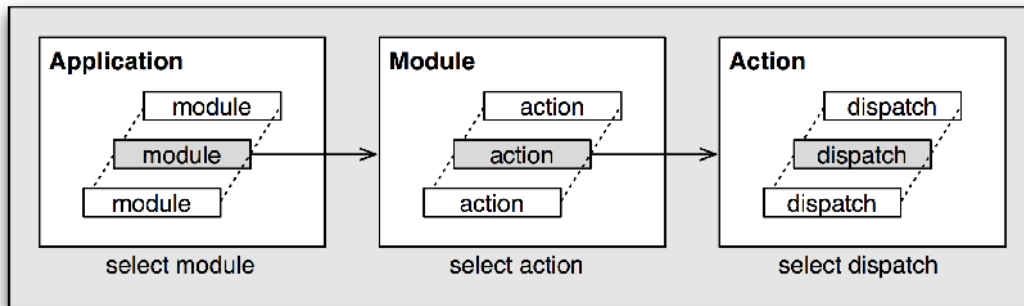 Application
module
module
module
select module
Module
action
action
action
select action
Action
dispatch
dispatch
dispatch
select dispatch